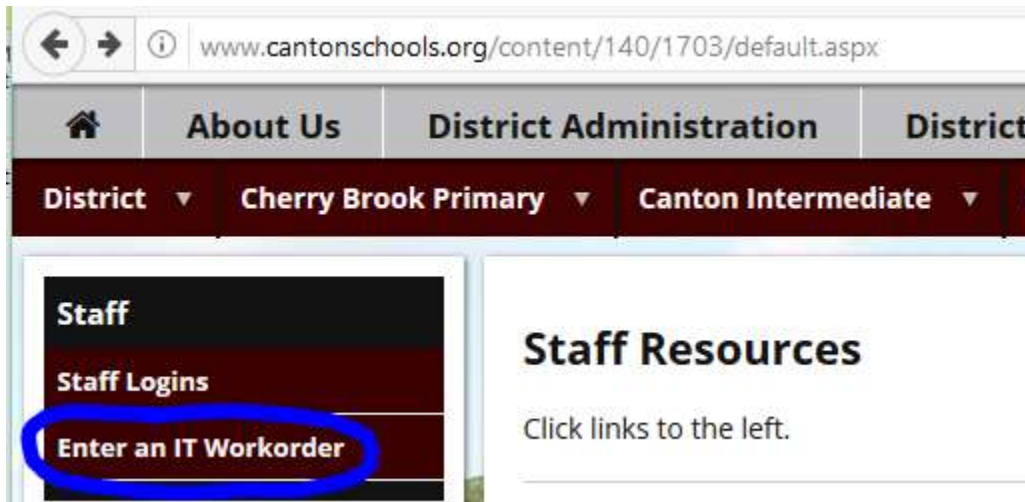 www.cantonschools.org/content/140/1703/default.aspx
About Us District Administration District
District Cherry Brook Primary Canton Intermediate
Staff
Staff Logins
Enter an IT Workorder
Staff Resources
Click links to the left.